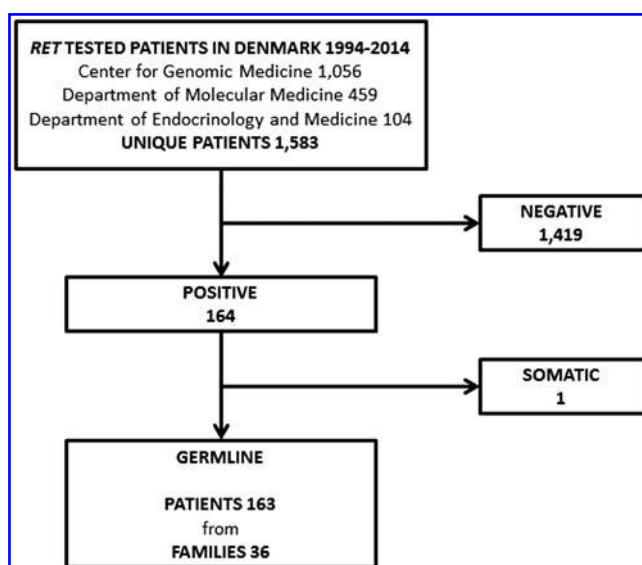 RET TESTED PATIENTS IN DENMARK 1994-2014
Center for Genomic Medicine 1,056
Department of Molecular Medicine 459
Department of Endocrinology and Medicine 104
UNIQUE PATIENTS 1,583
NEGATIVE
1,419
POSITIVE
164
SOMATIC
1
GERMLINE
PATIENTS 163
from
FAMILIES 36